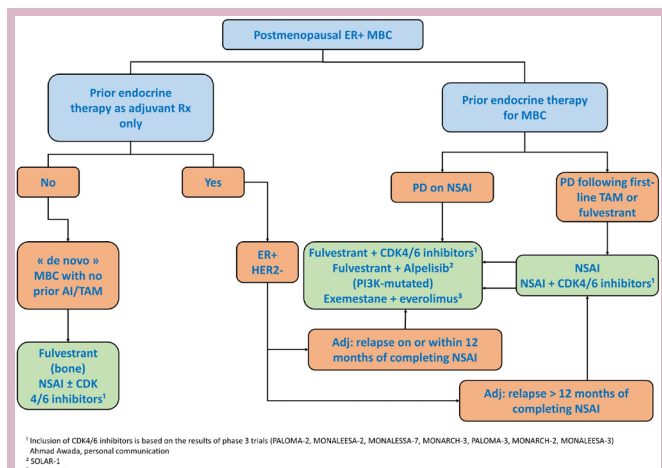 Postmenopausal ER+ MBC
Prior endocrine
therapy as adjuvant Rx
only
Prior endocrine therapy
for MBC
No
Yes
PD on NSAI
PD following first-
line TAM or
fulvestrant
« de novo »
MBC with no
prior AI/TAM
ER+
HER2-
Fulvestrant + CDK4/6 inhibitors¹
Fulvestrant + Alpelisib²
(PI3K-mutated)
Exemestane + everolimus³
NSAI
NSAI + CDK4/6 inhibitors¹
Fulvestrant
(bone)
NSAI ± CDK
4/6 inhibitors¹
Adj: relapse on or within 12
months of completing NSAI
Adj: relapse > 12 months of
completing NSAI
¹ Inclusion of CDK4/6 inhibitors is based on the results of phase 3 trials (PALOMA-2, MONALEESA-2, MONALESSA-7, MONARCH-3, PALOMA-3, MONARCH-2, MONALEESA-3)
Ahmad Awada, personal communication
² SOLAR-1